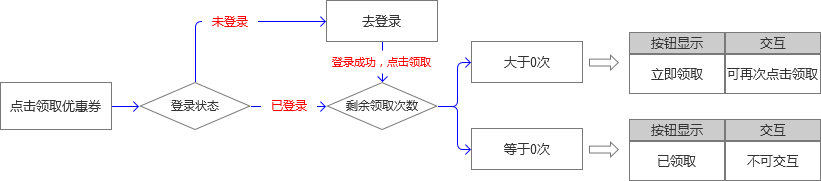 点击领取优惠券
登录状态
未登录
去登录
登录成功，点击领取
已登录
剩余领取次数
大于0次
按钮显示 交互
立即领取 可再次点击领取
等于0次
按钮显示 交互
已领取 不可交互